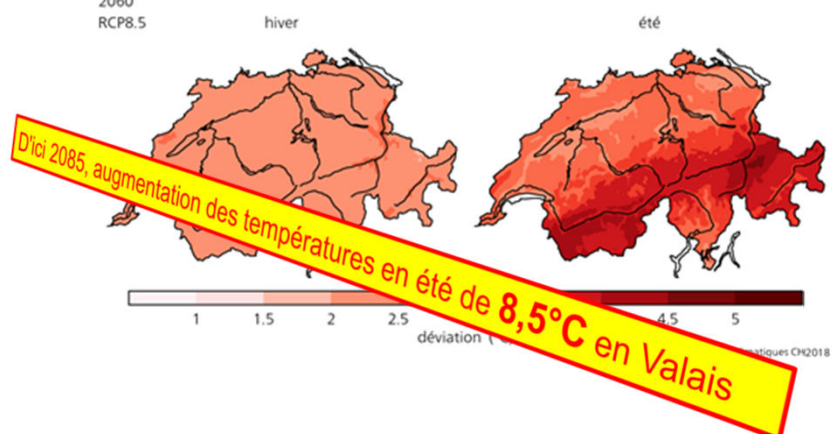 2060
RCP8.5
hiver
été
D'ici 2085, augmentation des températures en été de 8,5°C en Valais
1 1.5 2 2.5 4.5 5
déviation
CH2018